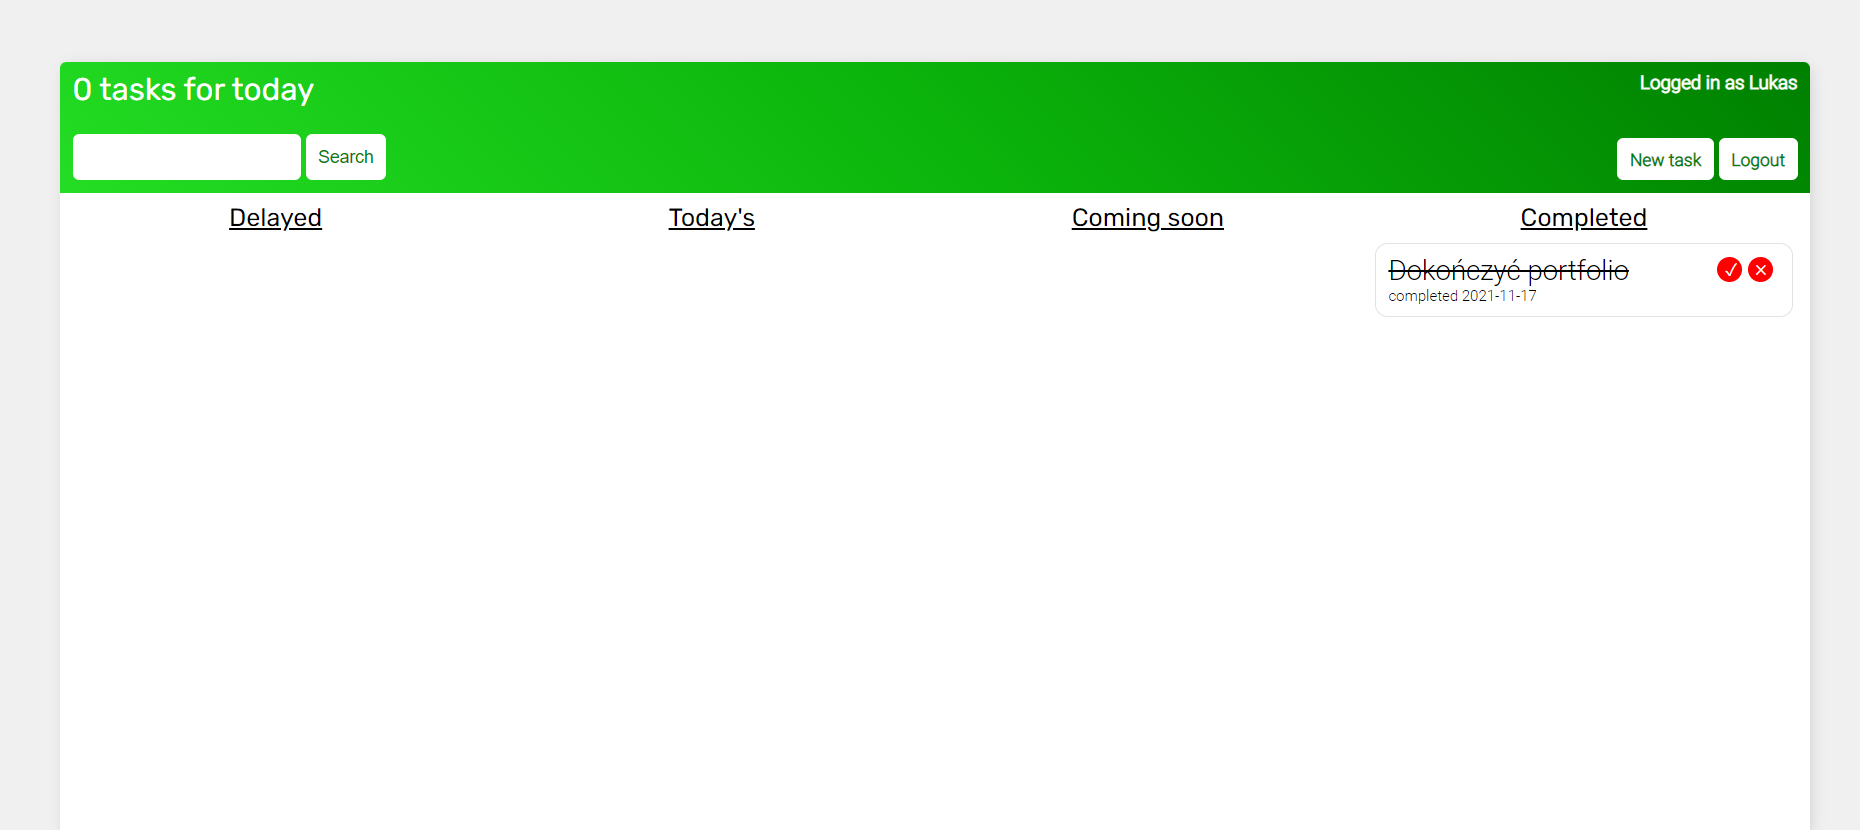 0 tasks for today
Logged in as Lukas
Search
New task
Logout
Delayed
Today's
Coming soon
Completed
Dokończyć portfolio
completed 2021-11-17